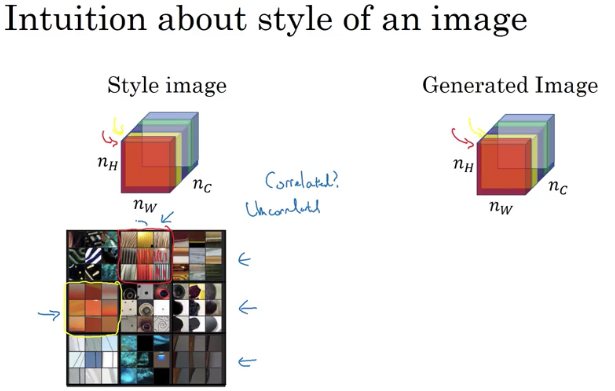 Intuition about style of an image
Style image
Generated Image
n_H
n_W
n_C
n_H
n_W
n_C
Correlated?
Uncorrelated